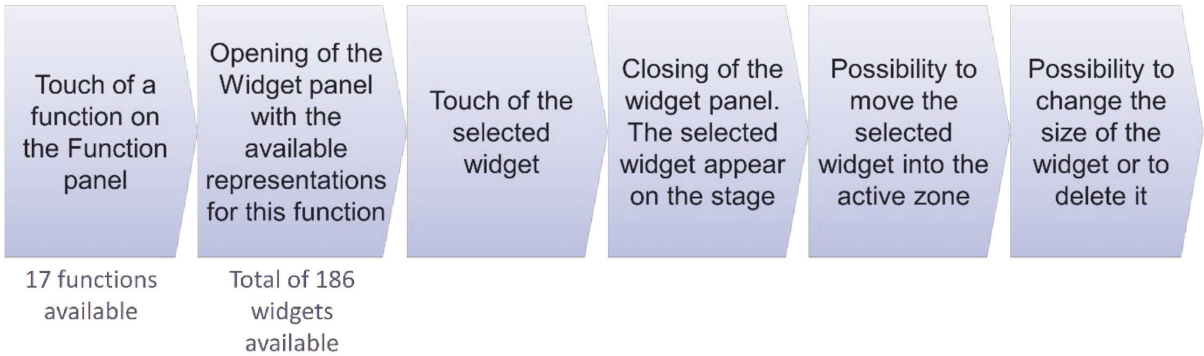 Touch of a
function on
the Function
panel
Opening of the
Widget panel
with the
available
representations
for this function
Touch of the
selected
widget
Closing of the
widget panel.
The selected
widget appear
on the stage
Possibility to
move the
selected
widget into the
active zone
Possibility to
change the
size of the
widget or to
delete it
17 functions
available
Total of 186
widgets
available